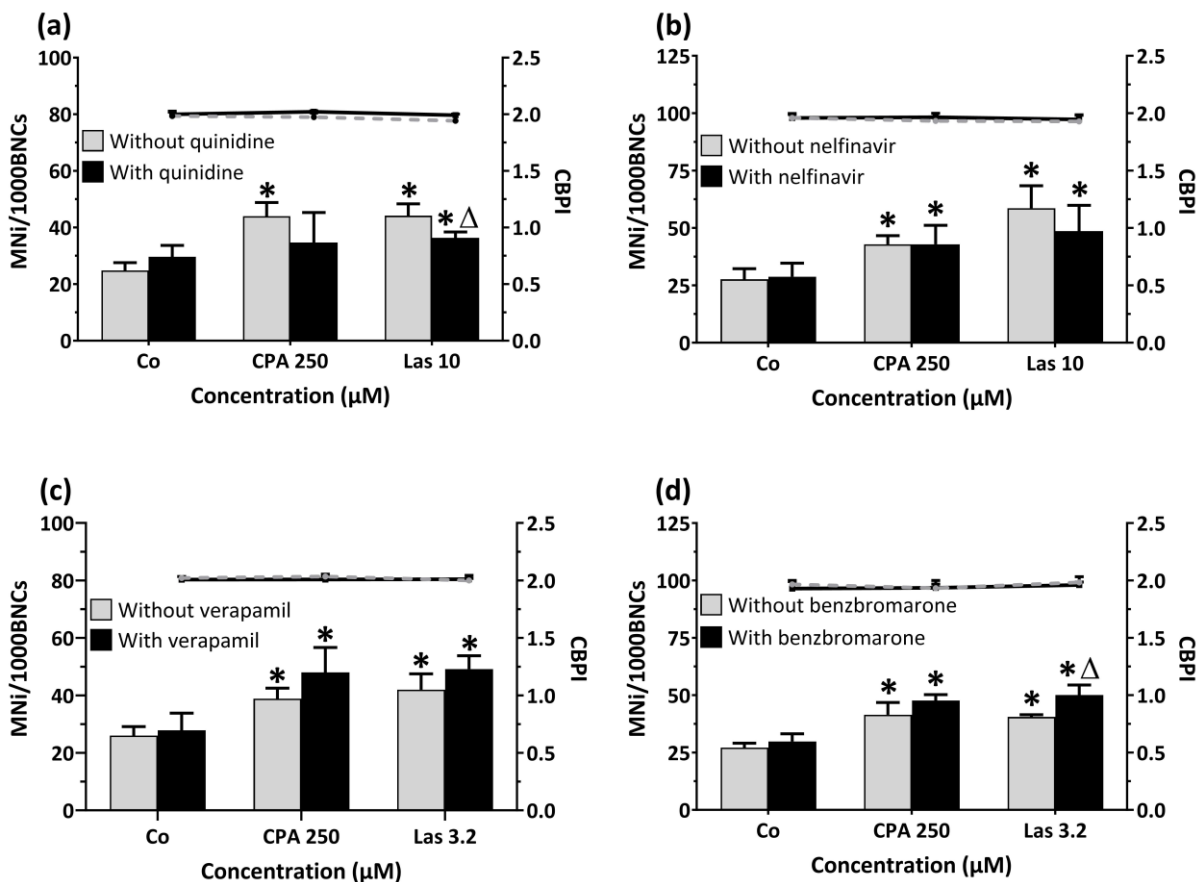 (a)
MNi/1000BNCs
100
80
60
40
20
0
2.5
2.0
1.5
1.0
0.5
0.0
CBPI
Without quinidine
With quinidine
*
*
* Δ
Co CPA 250 Las 10
Concentration (µM)
(b)
MNi/1000BNCs
125
100
75
50
25
0
2.5
2.0
1.5
1.0
0.5
0.0
CBPI
Without nelfinavir
With nelfinavir
* *
* *
Co CPA 250 Las 10
Concentration (µM)
(c)
MNi/1000BNCs
100
80
60
40
20
0
2.5
2.0
1.5
1.0
0.5
0.0
CBPI
Without verapamil
With verapamil
* *
* *
Co CPA 250 Las 3.2
Concentration (µM)
(d)
MNi/1000BNCs
125
100
75
50
25
0
2.5
2.0
1.5
1.0
0.5
0.0
CBPI
Without benzbromarone
With benzbromarone
* *
* * Δ
Co CPA 250 Las 3.2
Concentration (µM)